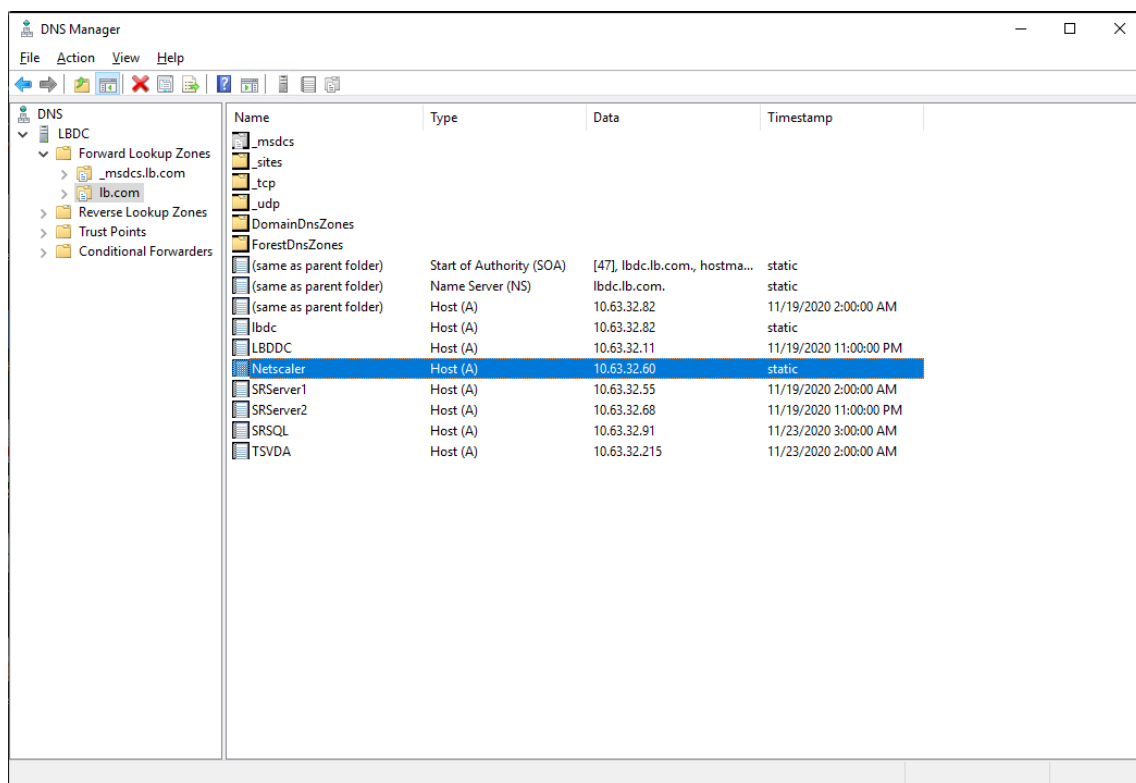 DNS Manager
File Action View Help
DNS
LBDC
Forward Lookup Zones
_msdcs.lb.com
lb.com
Reverse Lookup Zones
Trust Points
Conditional Forwarders
Name Type Data Timestamp
_msdcs
_sites
_tcp
_udp
DomainDnsZones
ForestDnsZones
(same as parent folder) Start of Authority (SOA) [47], lbdc.lb.com., hostma... static
(same as parent folder) Name Server (NS) lbdc.lb.com. static
(same as parent folder) Host (A) 10.63.32.82 11/19/2020 2:00:00 AM
lbdc Host (A) 10.63.32.82 static
LBDDC Host (A) 10.63.32.11 11/19/2020 11:00:00 PM
Netscaler Host (A) 10.63.32.60 static
SRServer1 Host (A) 10.63.32.55 11/19/2020 2:00:00 AM
SRServer2 Host (A) 10.63.32.68 11/19/2020 11:00:00 PM
SRSQL Host (A) 10.63.32.91 11/23/2020 3:00:00 AM
TSVDA Host (A) 10.63.32.215 11/23/2020 2:00:00 AM